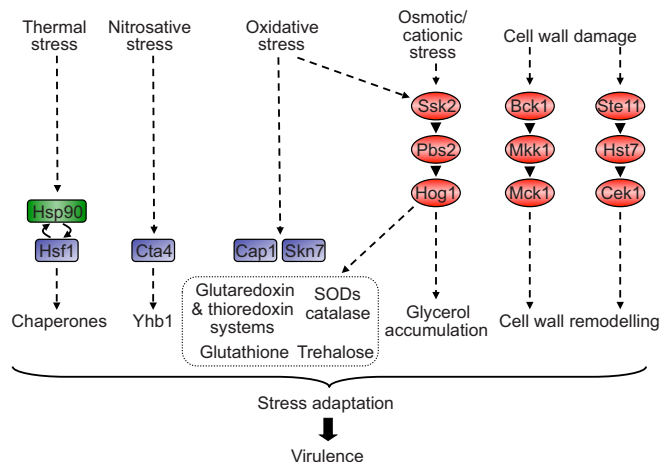 Thermal stress
Nitrosative stress
Oxidative stress
Osmotic/
cationic
stress
Cell wall damage
Ssk2
Bck1
Ste11
Pbs2
Mkk1
Hst7
Hsp90
Hog1
Mck1
Cek1
Hsf1
Cta4
Cap1
Skn7
Chaperones
Yhb1
Glutaredoxin
& thioredoxin
systems
SODs
catalase
Glutathione
Trehalose
Glycerol
accumulation
Cell wall remodelling
Stress adaptation
Virulence